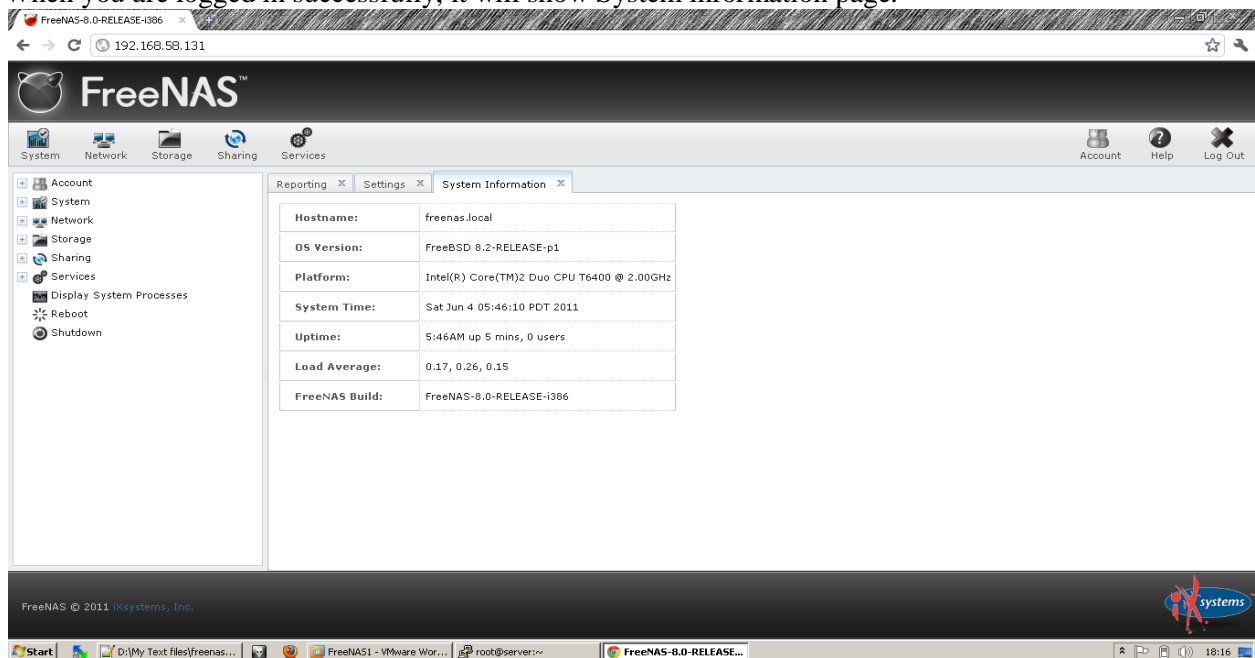 When you are logged in successfully, it will show System information page.
FreeNAS-8.0-RELEASE-i386
192.168.58.131
FreeNAS™
System Network Storage Sharing Services Account Help Log Out
Account
System
Network
Storage
Sharing
Services
Display System Processes
Reboot
Shutdown
Reporting Settings System Information
Hostname: freenas.local
OS Version: FreeBSD 8.2-RELEASE-p1
Platform: Intel(R) Core(TM)2 Duo CPU T6400 @ 2.00GHz
System Time: Sat Jun 4 05:46:10 PDT 2011
Uptime: 5:46AM up 5 mins, 0 users
Load Average: 0.17, 0.26, 0.15
FreeNAS Build: FreeNAS-8.0-RELEASE-i386
FreeNAS © 2011 iXsystems, Inc.
iX systems
Start D:\My Text files\freenas... FreeNAS1 - VMware Wor... root@server:~ FreeNAS-8.0-RELEASE... 18:16